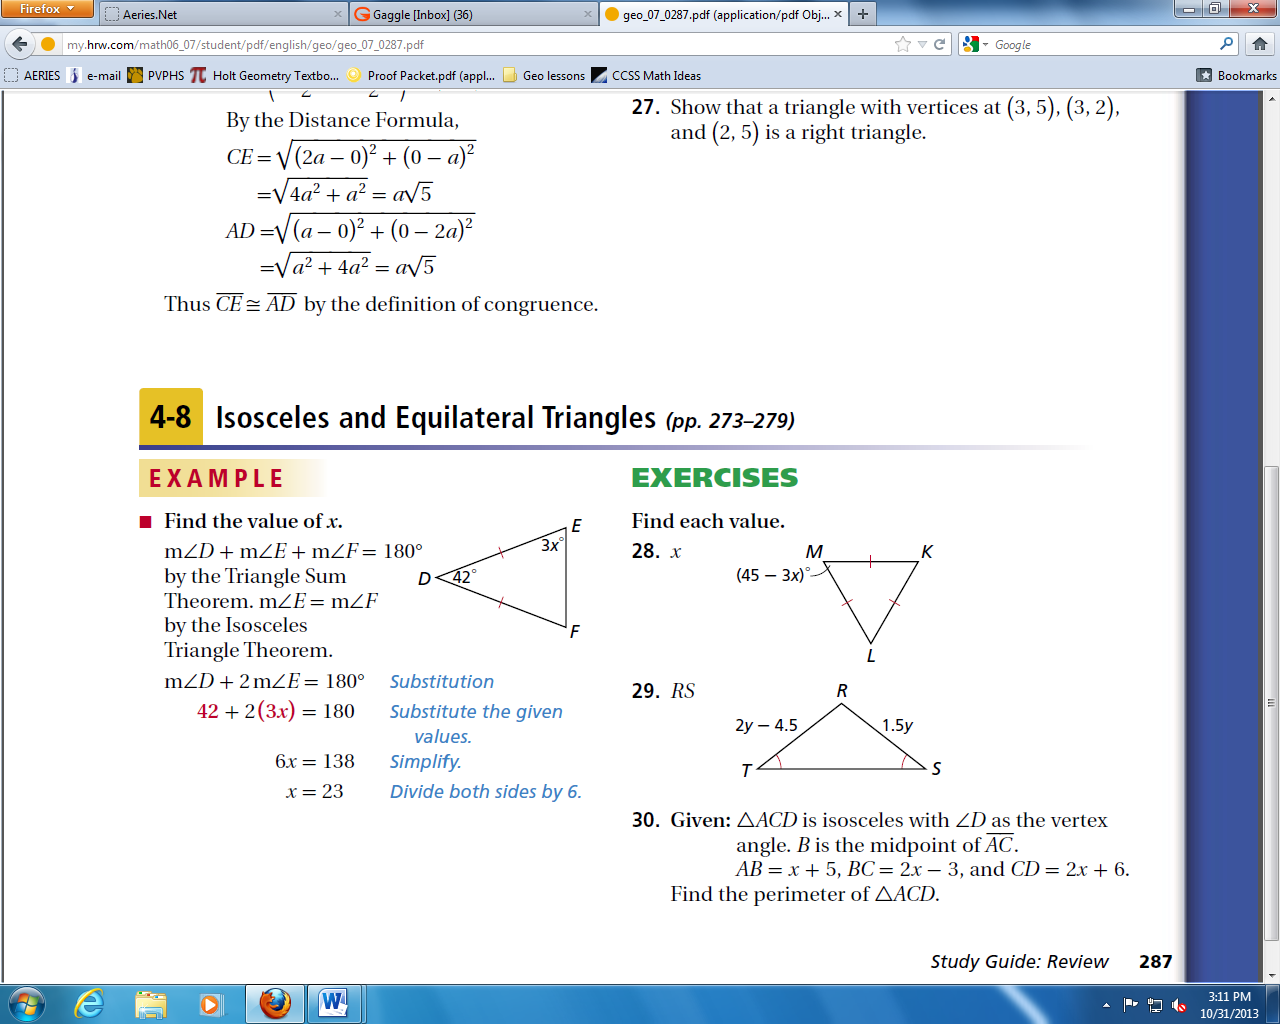 Firefox
Aeries.Net
Gaggle [Inbox] (36)
geo_07_0287.pdf (application/pdf Obj...
my.hrw.com/math06_07/student/pdf/english/geo/geo_07_0287.pdf
Google
AERIES
e-mail
PVPHS
Holt Geometry Textbo...
Proof Packet.pdf (appl...
Geo lessons
CCSS Math Ideas
Bookmarks
By the Distance Formula,
CE = √(2a − 0)² + (0 − a)²
= √4a² + a² = a√5
AD = √(a − 0)² + (0 − 2a)²
= √a² + 4a² = a√5
Thus C̅E̅ ≅ A̅D̅ by the definition of congruence.
27. Show that a triangle with vertices at (3, 5), (3, 2),
and (2, 5) is a right triangle.
4-8 Isosceles and Equilateral Triangles (pp. 273–279)
EXAMPLE
■ Find the value of x.
m∠D + m∠E + m∠F = 180°
by the Triangle Sum
Theorem. m∠E = m∠F
by the Isosceles
Triangle Theorem.
E
3x°
D
42°
F
m∠D + 2 m∠E = 180° Substitution
42 + 2(3x) = 180 Substitute the given
values.
6x = 138 Simplify.
x = 23 Divide both sides by 6.
EXERCISES
Find each value.
28. x
M
K
(45 − 3x)°
L
29. RS
R
2y − 4.5
1.5y
T
S
30. Given: △ACD is isosceles with ∠D as the vertex
angle. B is the midpoint of A̅C̅.
AB = x + 5, BC = 2x − 3, and CD = 2x + 6.
Find the perimeter of △ACD.
Study Guide: Review 287
3:11 PM
10/31/2013